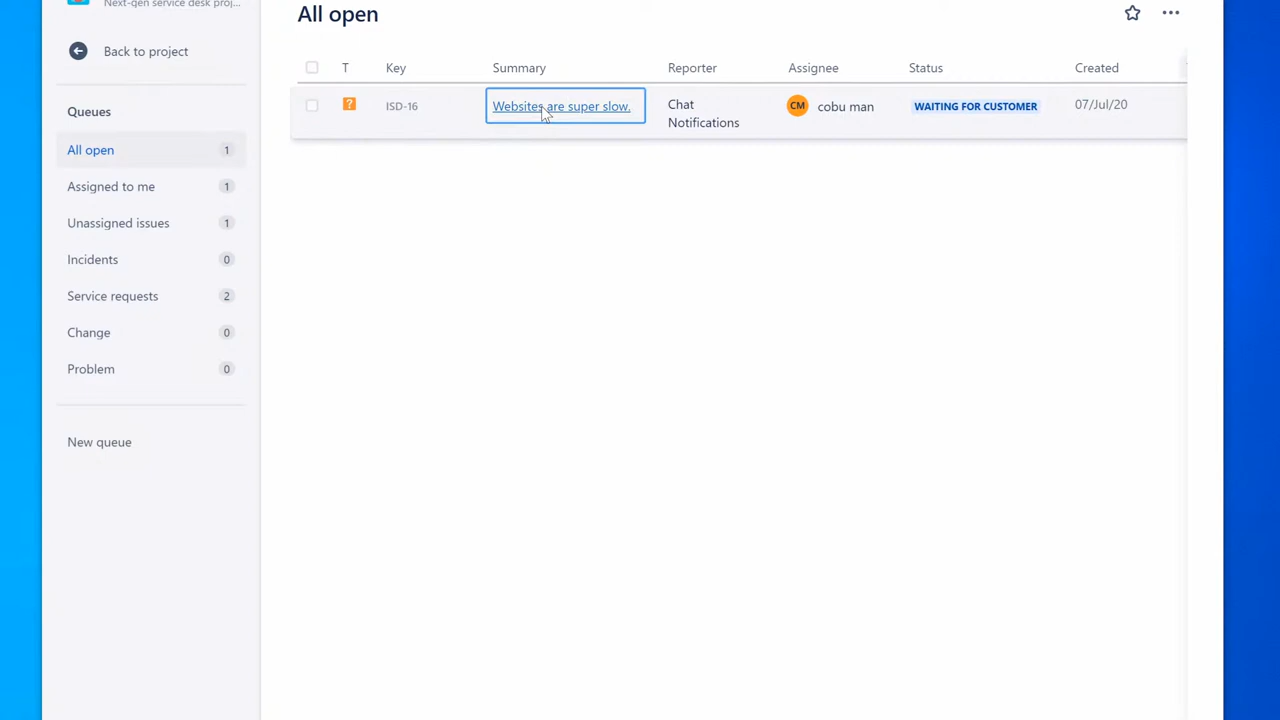 Next-gen service desk proj...
Back to project
Queues
All open 1
Assigned to me 1
Unassigned issues 1
Incidents 0
Service requests 2
Change 0
Problem 0
New queue
All open
T Key Summary Reporter Assignee Status Created
? ISD-16 Websites are super slow. Chat Notifications CM cobu man WAITING FOR CUSTOMER 07/Jul/20